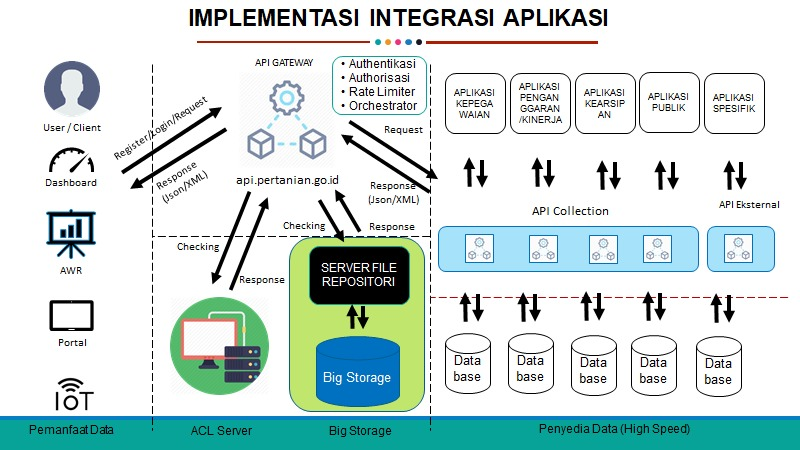 IMPLEMENTASI INTEGRASI APLIKASI
API GATEWAY
• Authentikasi
• Authorisasi
• Rate Limiter
• Orchestrator
APLIKASI
KEPEGA
WAIAN
APLIKASI
PENGAN
GGARAN
/KINERJA
APLIKASI
KEARSIP
AN
APLIKASI
PUBLIK
APLIKASI
SPESIFIK
User / Client
Register/Login/Request
Request
Dashboard
Response
(Json/XML)
api.pertanian.go.id
Response
(Json/XML)
API Collection
API Eksternal
Checking
Response
Checking
Response
AWR
SERVER FILE
REPOSITORI
Portal
Big Storage
Data
base
Data
base
Data
base
Data
base
Data
base
IoT
Pemanfaat Data
ACL Server
Big Storage
Penyedia Data (High Speed)